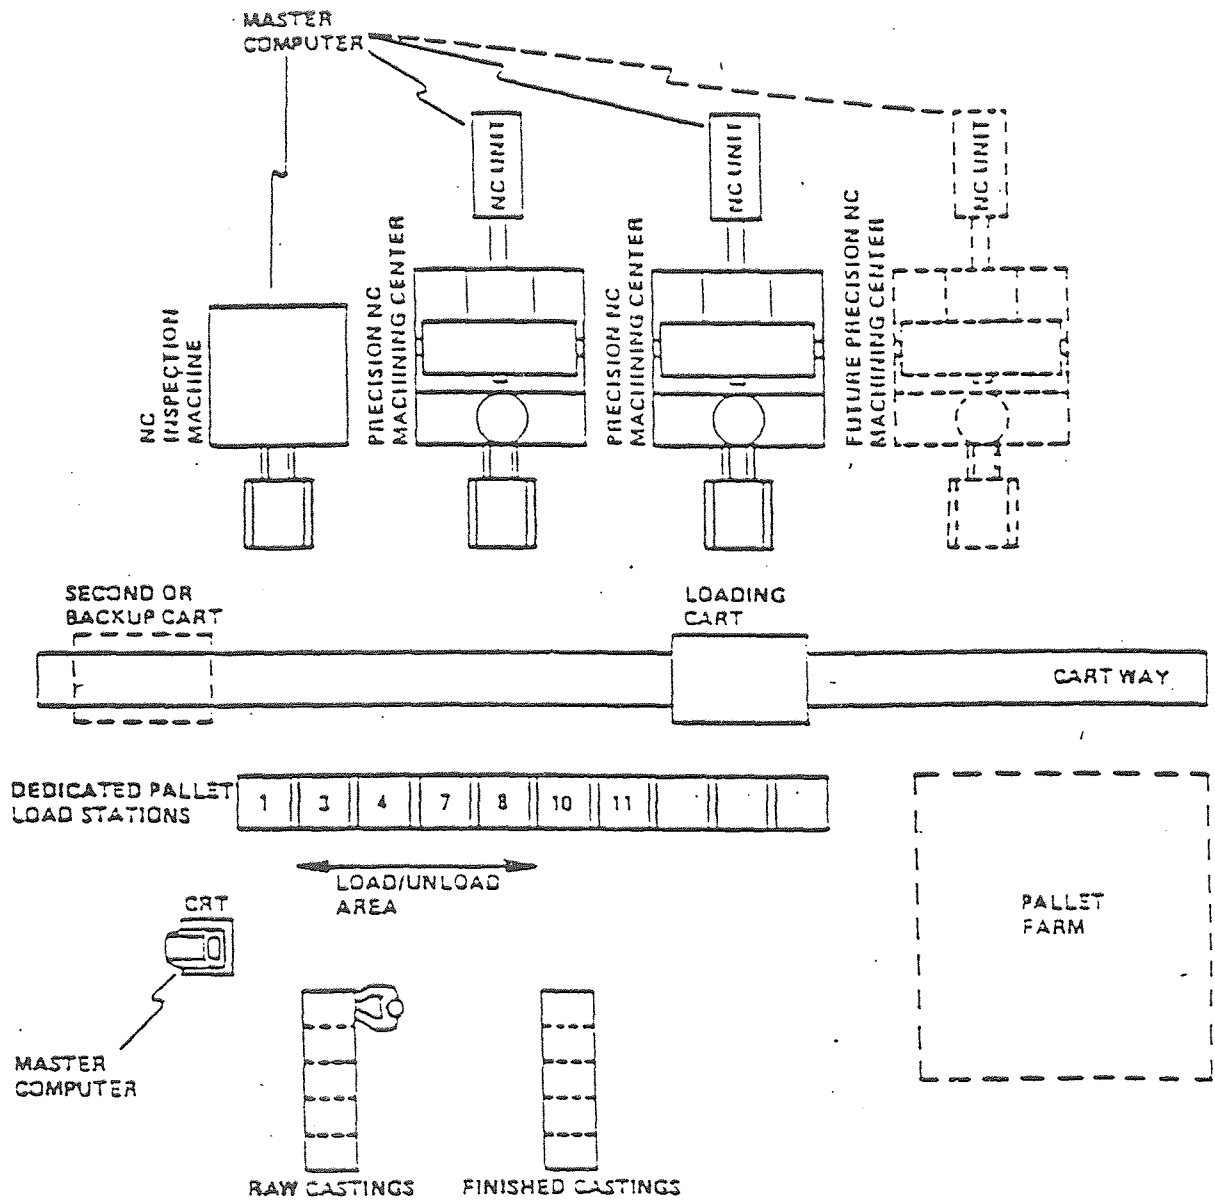 MASTER
COMPUTER
NC UNIT
NC UNIT
NC UNIT
NC
INSPECTION
MACHINE
PRECISION NC
MACHINING CENTER
PRECISION NC
MACHINING CENTER
FUTURE PRECISION NC
MACHINING CENTER
SECOND OR
BACKUP CART
LOADING
CART
CART WAY
DEDICATED PALLET
LOAD STATIONS
1 3 4 7 8 10 11
LOAD/UNLOAD
AREA
CRT
PALLET
FARM
MASTER
COMPUTER
RAW CASTINGS
FINISHED CASTINGS